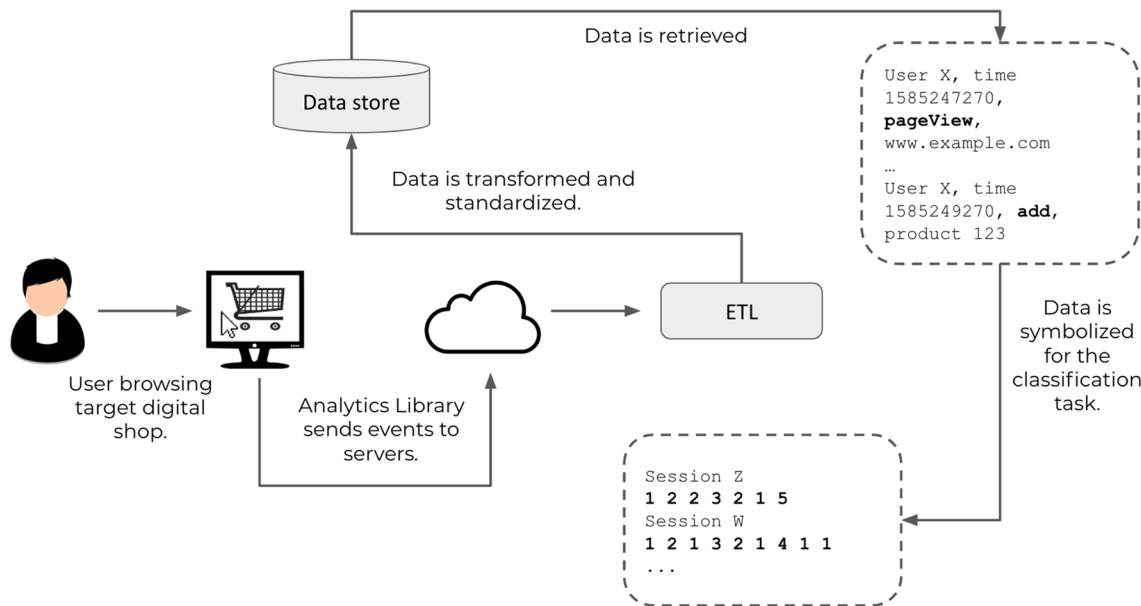 Data is retrieved
Data store
User X, time
1585247270,
pageView,
www.example.com
…
User X, time
1585249270, add,
product 123
Data is transformed and
standardized.
ETL
Data is
symbolized
for the
classification
task.
User browsing
target digital
shop.
Analytics Library
sends events to
servers.
Session Z
1 2 2 3 2 1 5
Session W
1 2 1 3 2 1 4 1 1
...